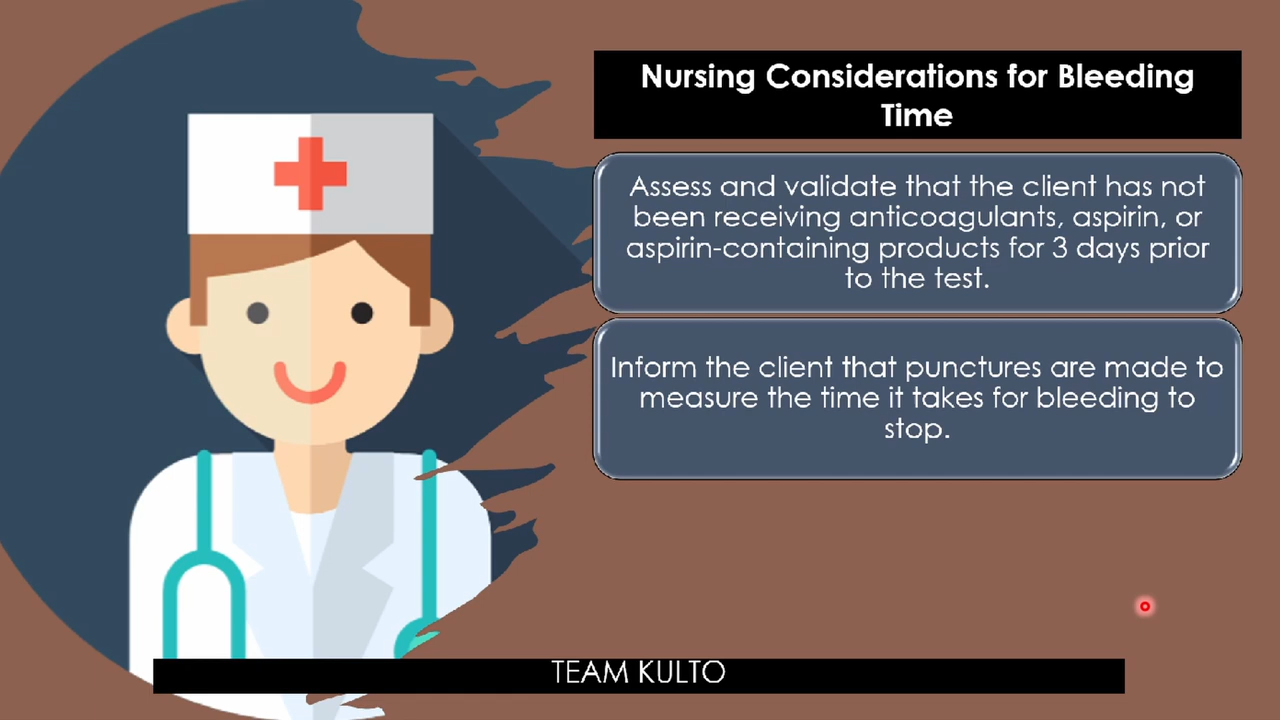 Nursing Considerations for Bleeding
Time
Assess and validate that the client has not
been receiving anticoagulants, aspirin, or
aspirin-containing products for 3 days prior
to the test.
Inform the client that punctures are made to
measure the time it takes for bleeding to
stop.
TEAM KULTO